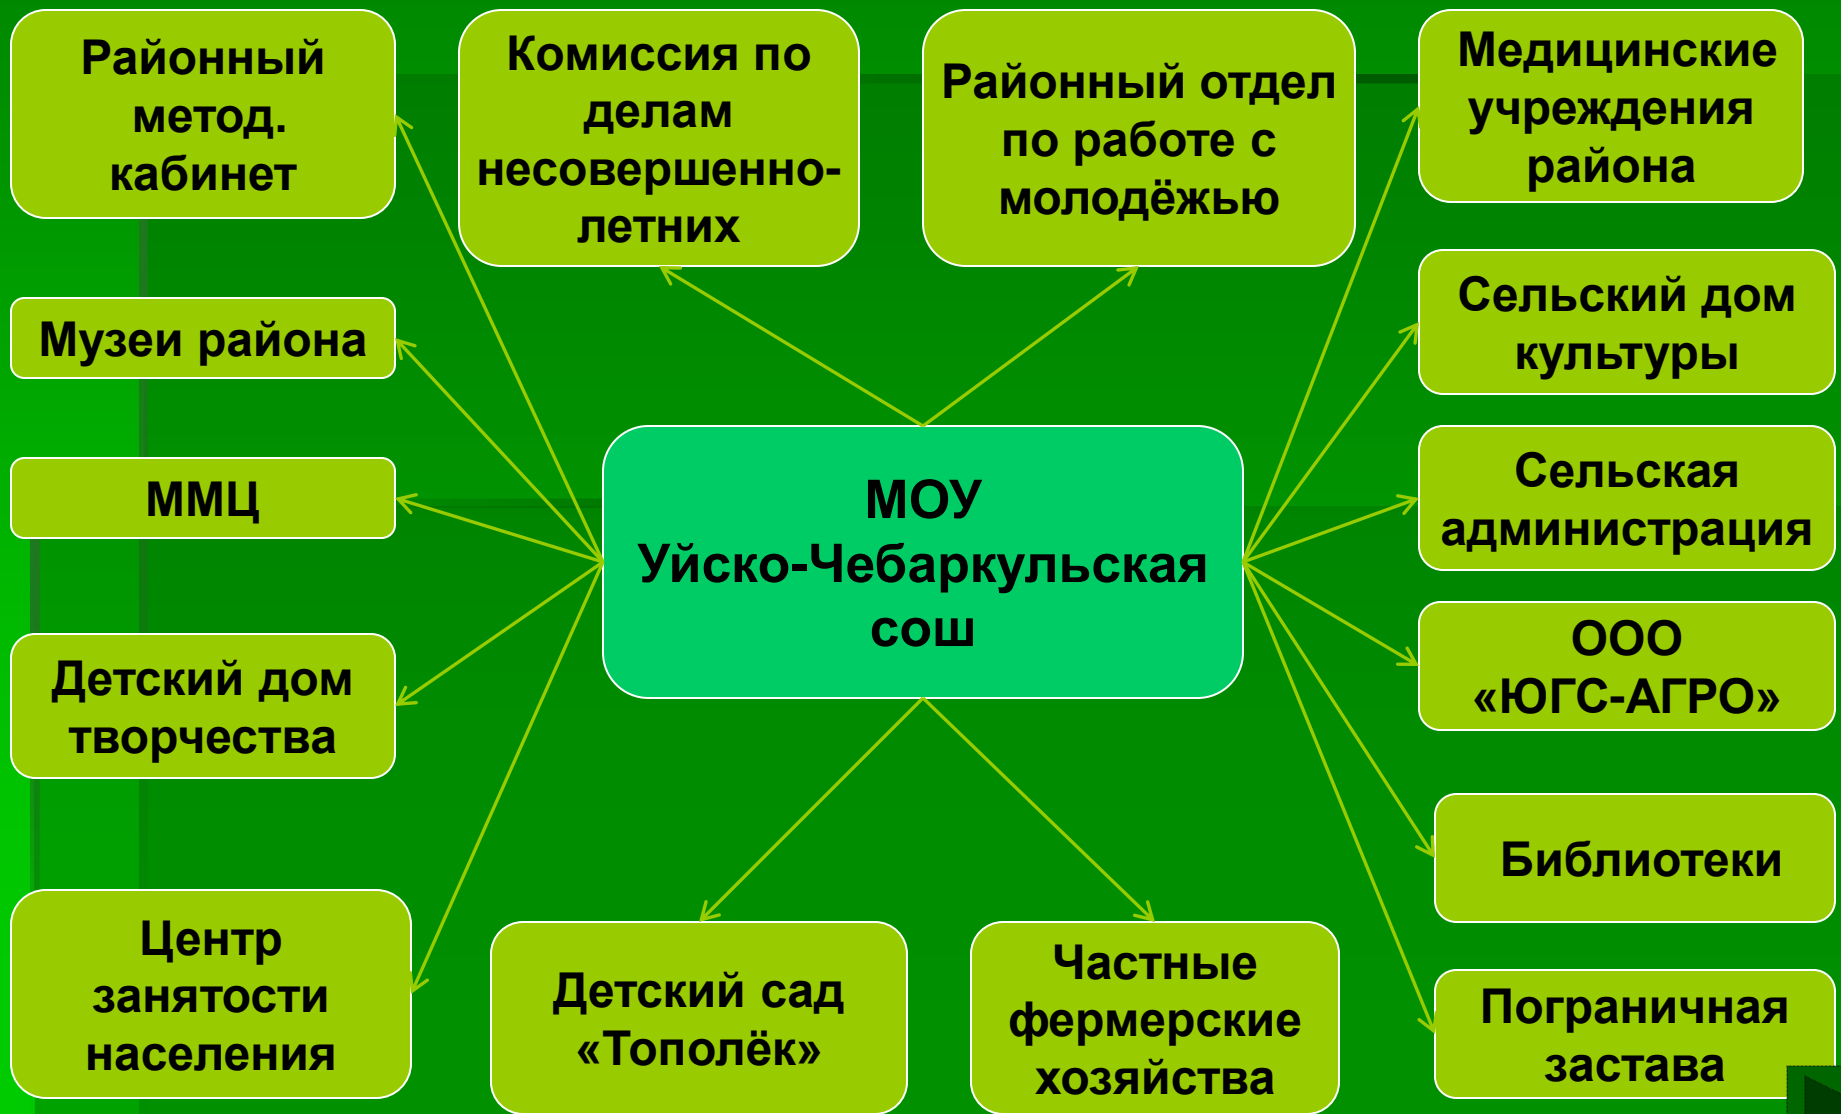 Районный
метод.
кабинет
Комиссия по
делам
несовершенно-
летних
Районный отдел
по работе с
молодёжью
Медицинские
учреждения
района
Музеи района
Сельский дом
культуры
ММЦ
МОУ
Уйско-Чебаркульская
сош
Сельская
администрация
Детский дом
творчества
ООО
«ЮГС-АГРО»
Библиотеки
Центр
занятости
населения
Детский сад
«Тополёк»
Частные
фермерские
хозяйства
Пограничная
застава